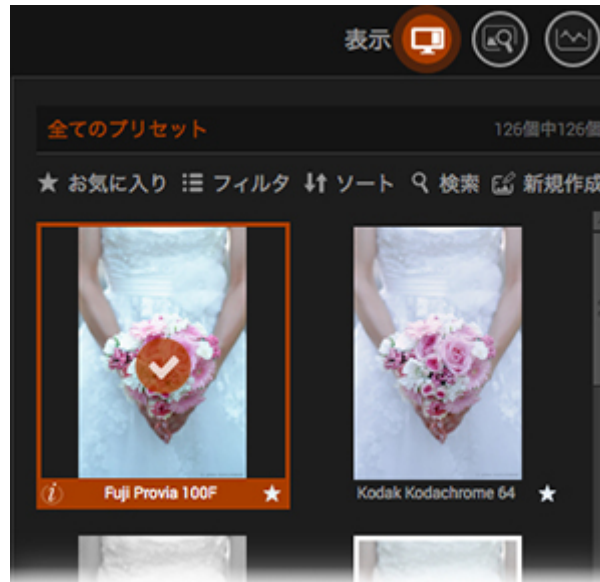 表示
全てのプリセット 126個中126個
お気に入り フィルタ ソート 検索 新規作成
Fuji Provia 100F Kodak Kodachrome 64